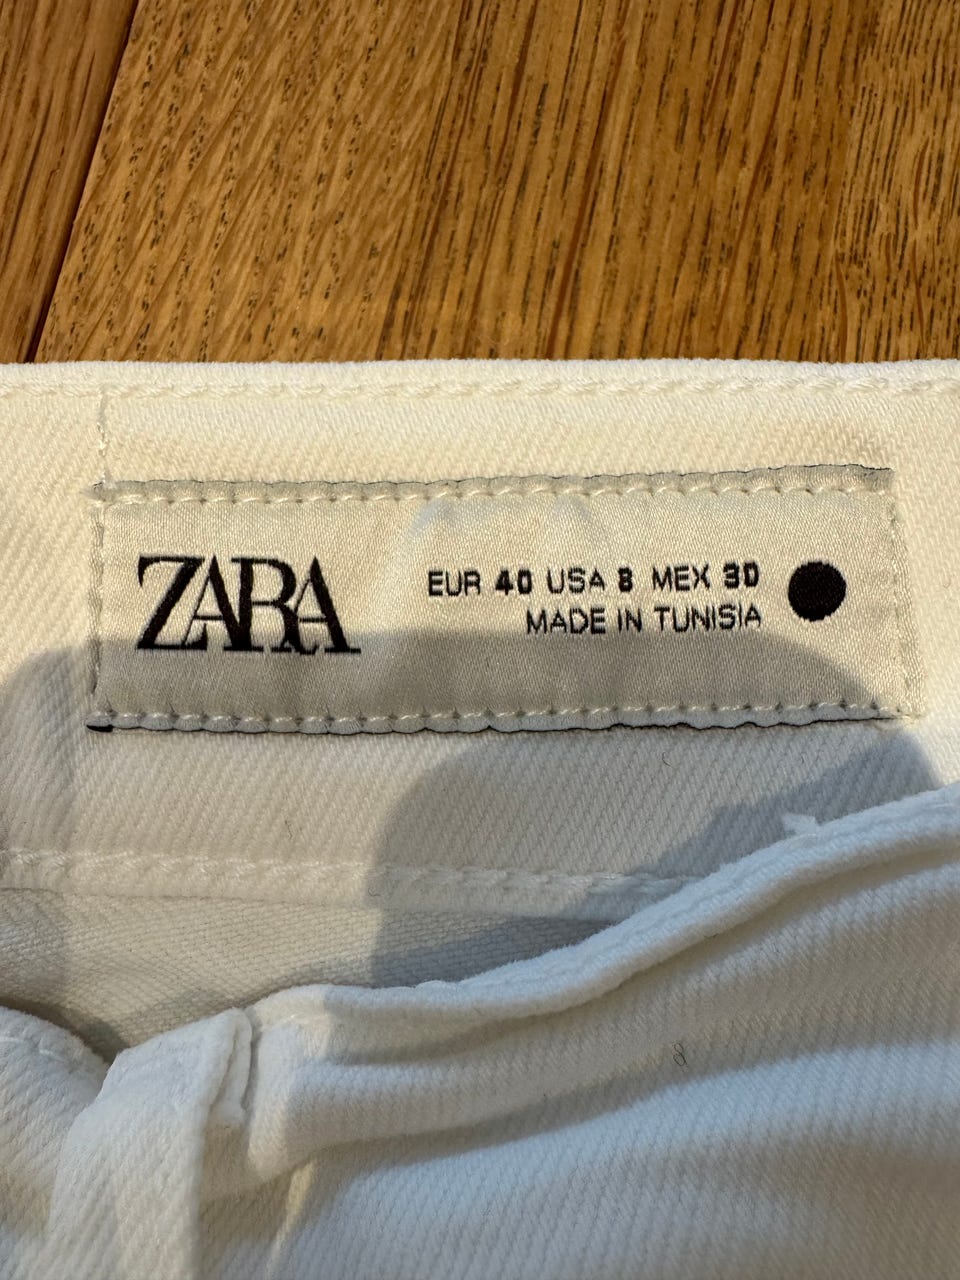 ZARA
EUR 40 USA 8 MEX 30
MADE IN TUNISIA